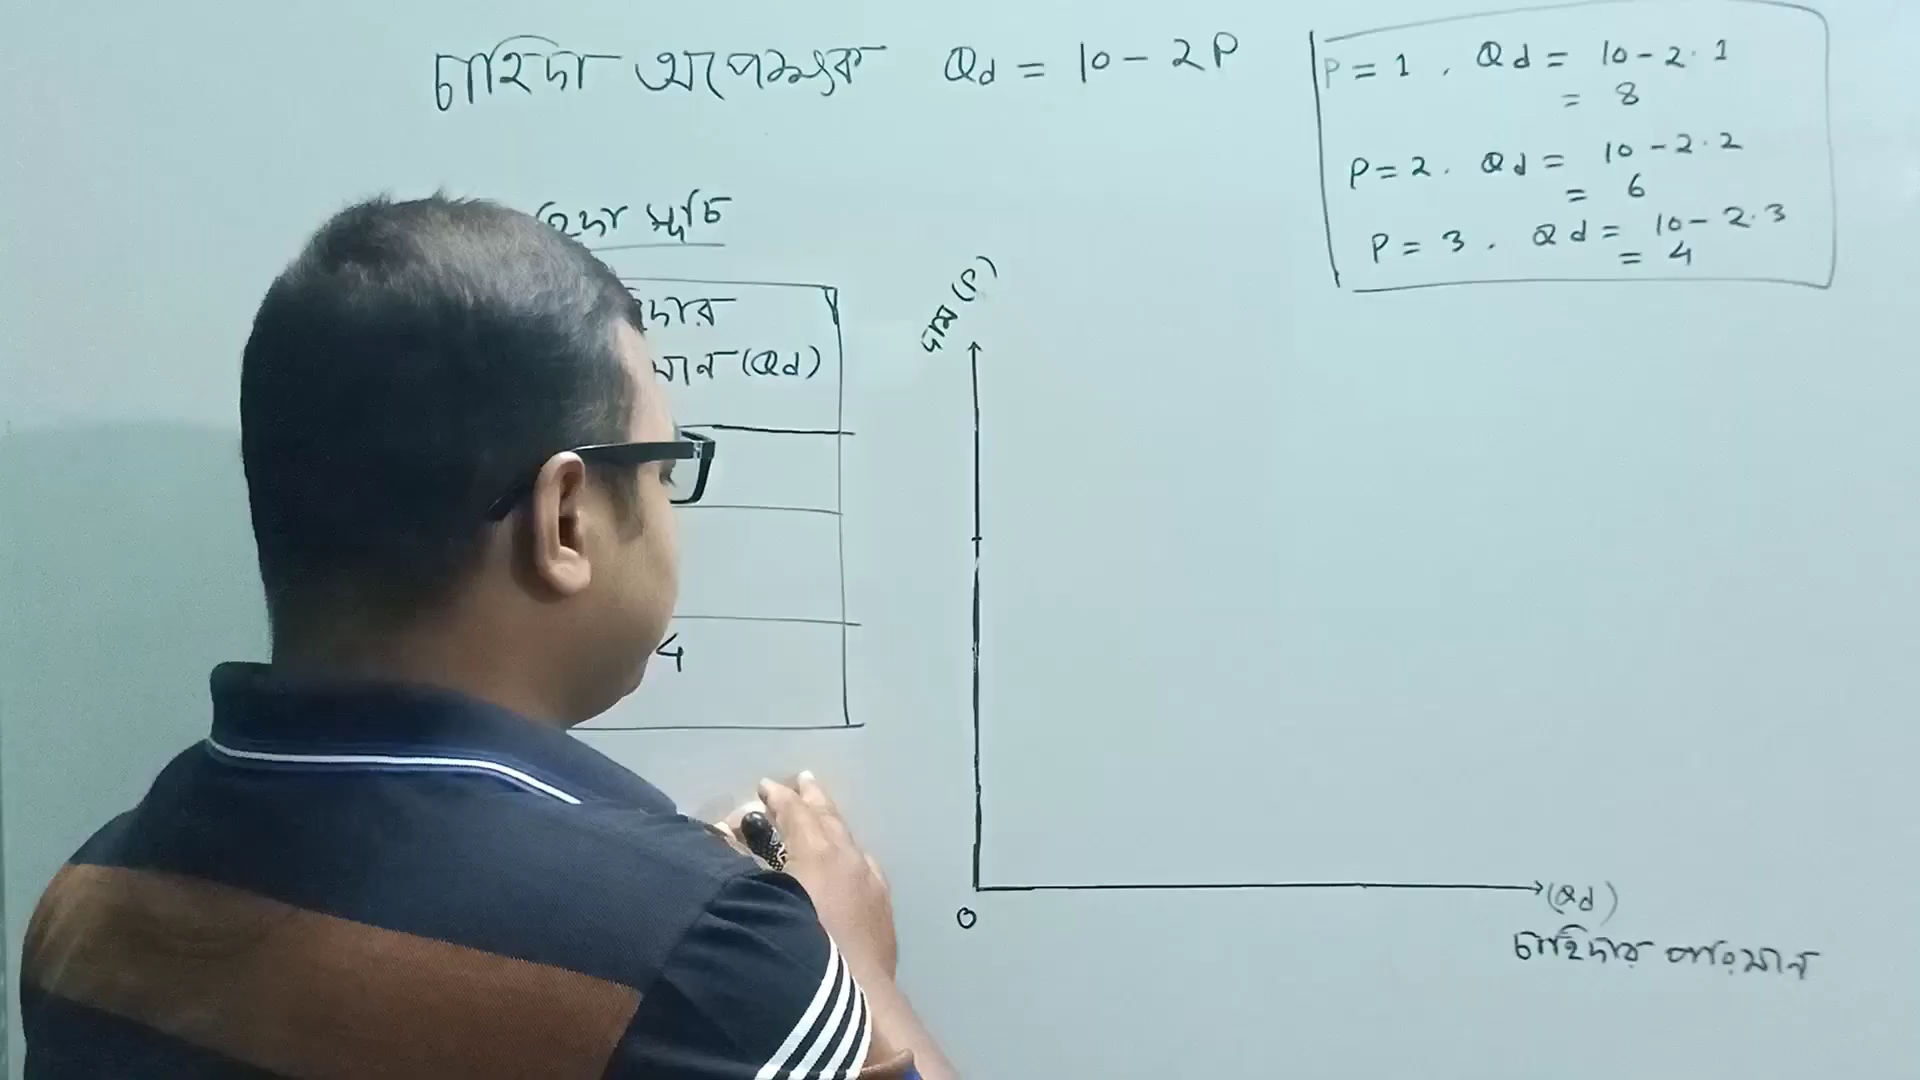 চাহিদা অপেক্ষক Qd = 10 - 2P
P = 1 . Qd = 10 - 2 . 1
= 8
P = 2 . Qd = 10 - 2 . 2
= 6
P = 3 . Qd = 10 - 2 . 3
= 4
হিদা সূচি
হিদার
মান (Qd)
4
দাম (P)
0
(Qd)
চাহিদার পরিমান